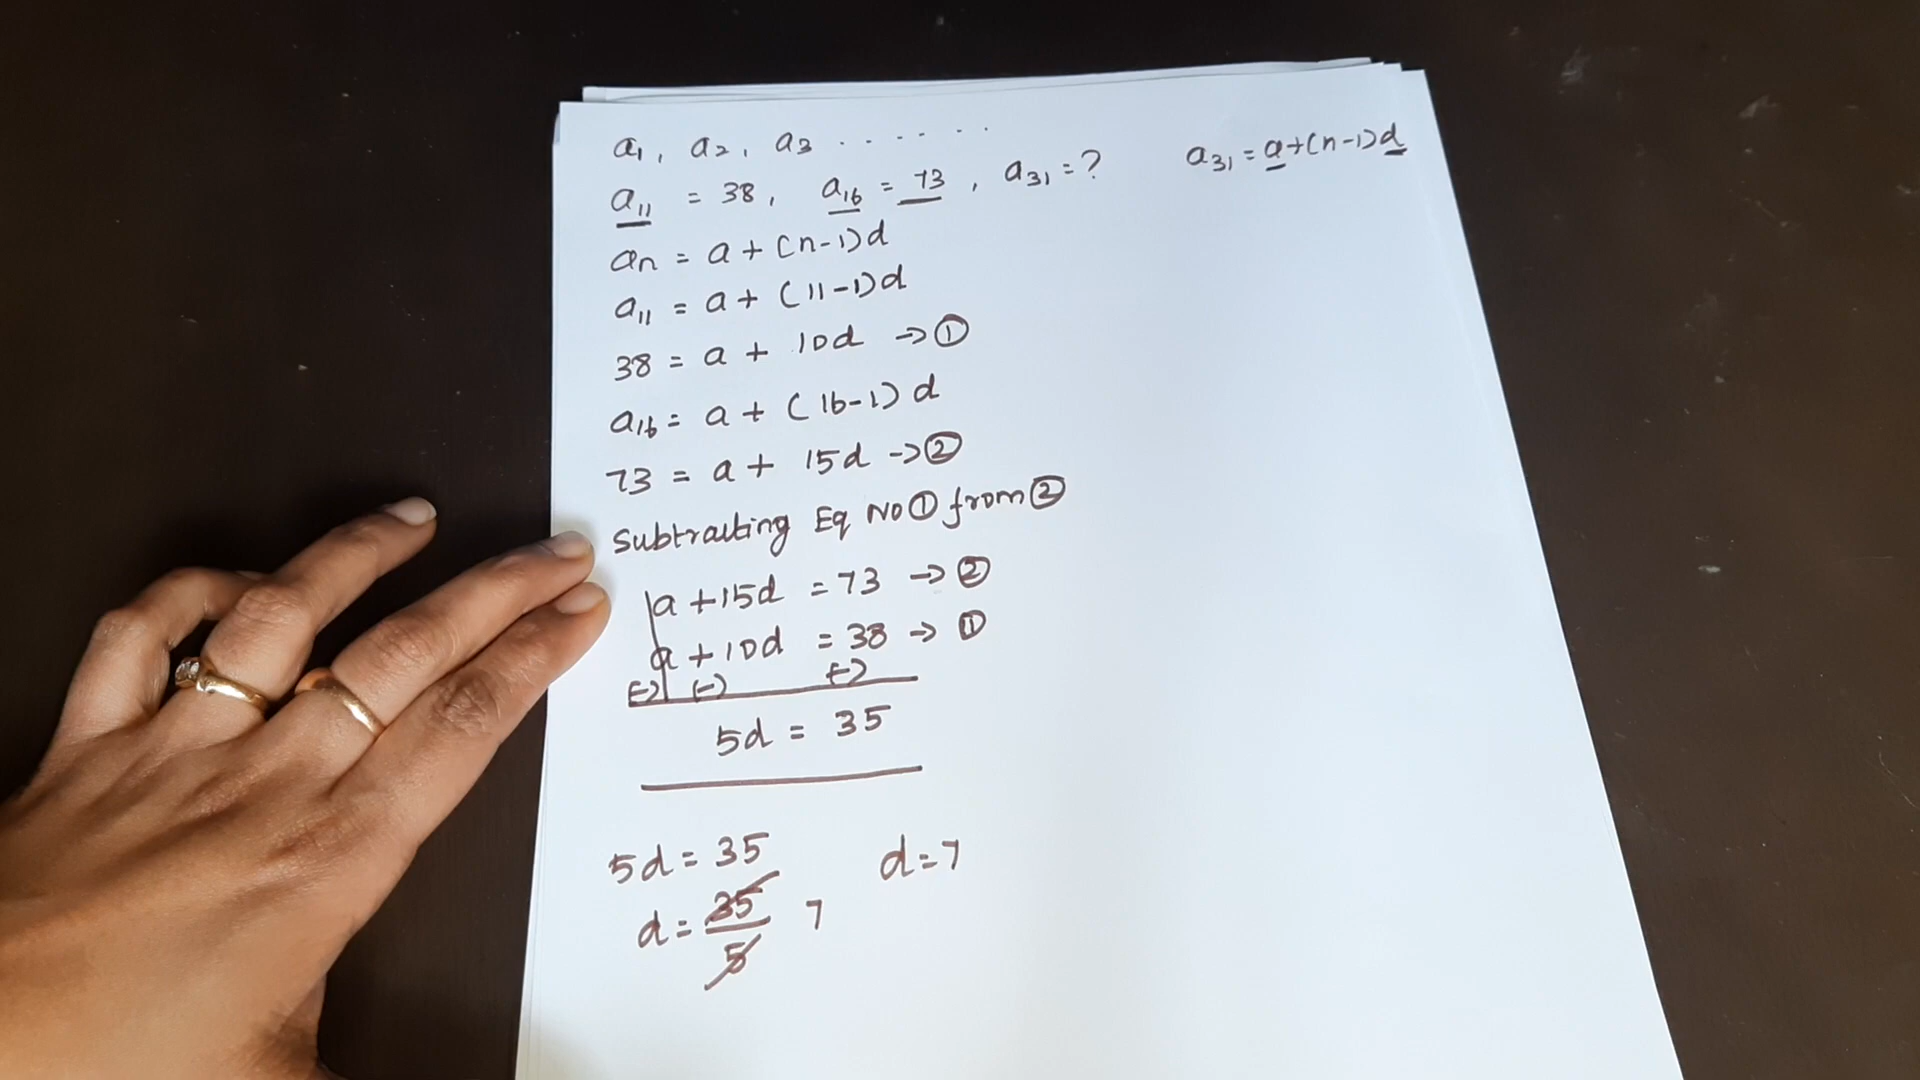 a1, a2, a3 .......
a11 = 38, a16 = 73, a31 = ?
a31 = a+(n-1)d
an = a + (n-1)d
a11 = a + (11-1)d
38 = a + 10d → ①
a16 = a + (16-1) d
73 = a + 15d → ②
Subtracting Eq No ① from ②
a + 15d = 73 → ②
a + 10d = 38 → ①
(-) (-) (-)
5d = 35
5d = 35
d = 7
d = 35/5 7